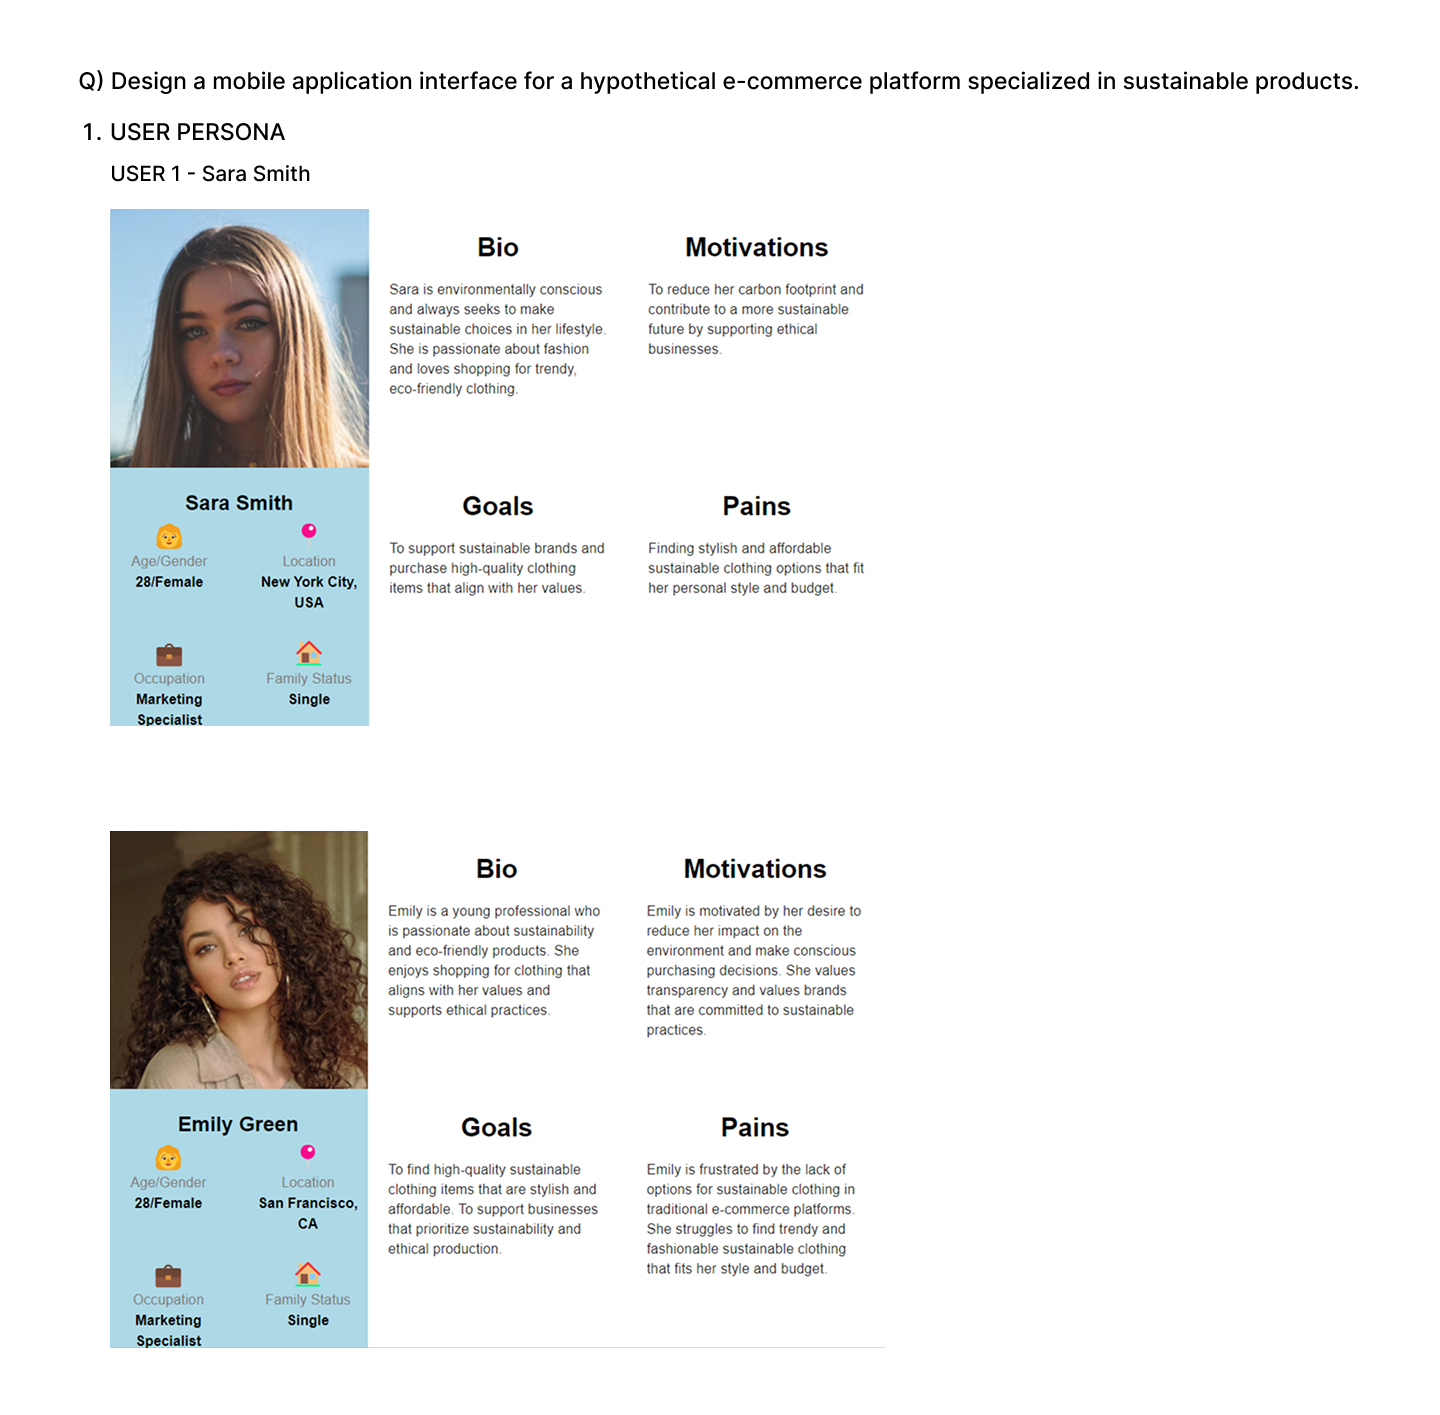 Q) Design a mobile application interface for a hypothetical e-commerce platform specialized in sustainable products.
1. USER PERSONA
USER 1 - Sara Smith
Bio
Sara is environmentally conscious
and always seeks to make
sustainable choices in her lifestyle.
She is passionate about fashion
and loves shopping for trendy,
eco-friendly clothing.
Motivations
To reduce her carbon footprint and
contribute to a more sustainable
future by supporting ethical
businesses.
Sara Smith
Age/Gender
28/Female
Location
New York City,
USA
Occupation
Marketing
Specialist
Family Status
Single
Goals
To support sustainable brands and
purchase high-quality clothing
items that align with her values.
Pains
Finding stylish and affordable
sustainable clothing options that fit
her personal style and budget.
Bio
Emily is a young professional who
is passionate about sustainability
and eco-friendly products. She
enjoys shopping for clothing that
aligns with her values and
supports ethical practices.
Motivations
Emily is motivated by her desire to
reduce her impact on the
environment and make conscious
purchasing decisions. She values
transparency and values brands
that are committed to sustainable
practices.
Emily Green
Age/Gender
28/Female
Location
San Francisco,
CA
Occupation
Marketing
Specialist
Family Status
Single
Goals
To find high-quality sustainable
clothing items that are stylish and
affordable. To support businesses
that prioritize sustainability and
ethical production.
Pains
Emily is frustrated by the lack of
options for sustainable clothing in
traditional e-commerce platforms.
She struggles to find trendy and
fashionable sustainable clothing
that fits her style and budget.